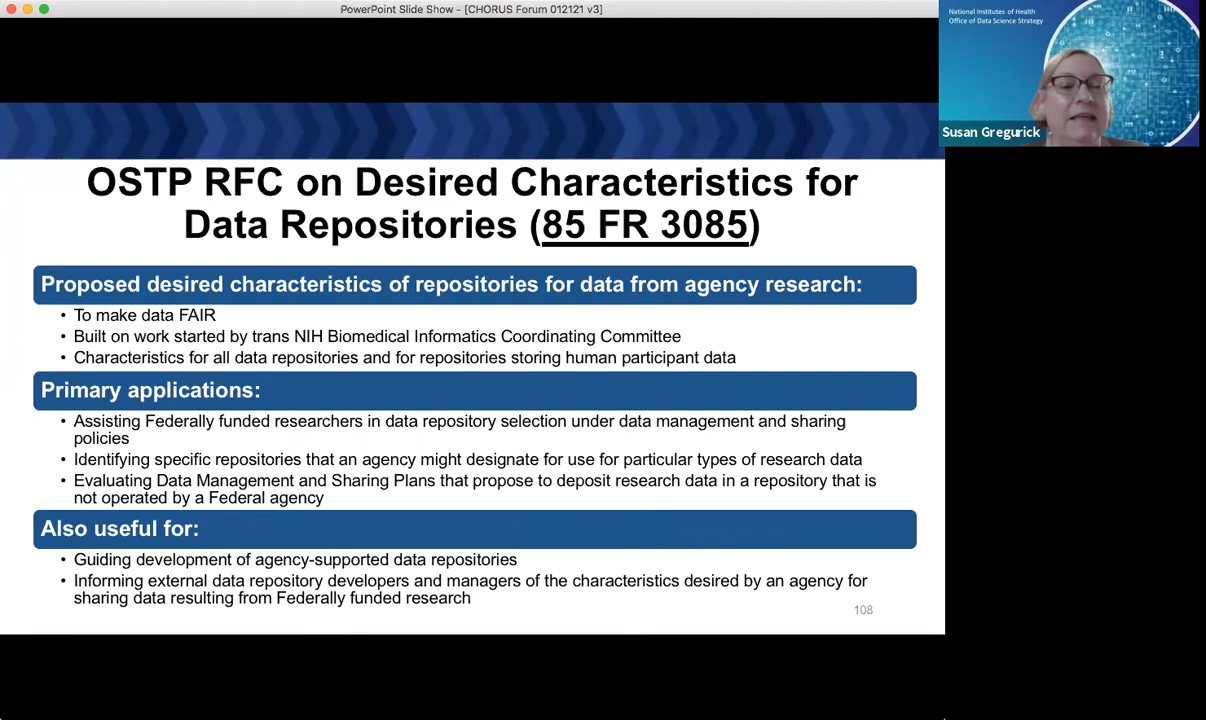 PowerPoint Slide Show - [CHORUS Forum 012121 v3]
National Institutes of Health
Office of Data Science Strategy
Susan Gregurick
OSTP RFC on Desired Characteristics for
Data Repositories (85 FR 3085)
Proposed desired characteristics of repositories for data from agency research:
• To make data FAIR
• Built on work started by trans NIH Biomedical Informatics Coordinating Committee
• Characteristics for all data repositories and for repositories storing human participant data
Primary applications:
• Assisting Federally funded researchers in data repository selection under data management and sharing
policies
• Identifying specific repositories that an agency might designate for use for particular types of research data
• Evaluating Data Management and Sharing Plans that propose to deposit research data in a repository that is
not operated by a Federal agency
Also useful for:
• Guiding development of agency-supported data repositories
• Informing external data repository developers and managers of the characteristics desired by an agency for
sharing data resulting from Federally funded research
108